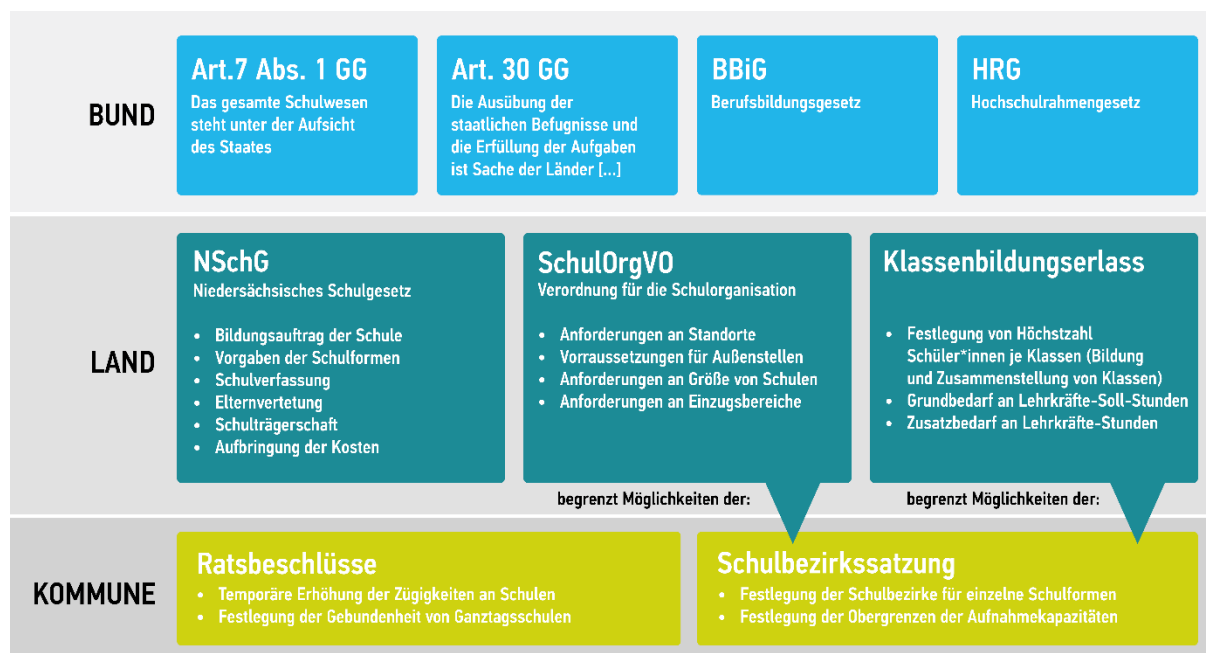 BUND
Art.7 Abs. 1 GG
Das gesamte Schulwesen
steht unter der Aufsicht
des Staates
Art. 30 GG
Die Ausübung der
staatlichen Befugnisse und
die Erfüllung der Aufgaben
ist Sache der Länder [...]
BBiG
Berufsbildungsgesetz
HRG
Hochschulrahmengesetz
LAND
NSchG
Niedersächsisches Schulgesetz
• Bildungsauftrag der Schule
• Vorgaben der Schulformen
• Schulverfassung
• Elternvertetung
• Schulträgerschaft
• Aufbringung der Kosten
SchulOrgVO
Verordnung für die Schulorganisation
• Anforderungen an Standorte
• Vorraussetzungen für Außenstellen
• Anforderungen an Größe von Schulen
• Anforderungen an Einzugsbereiche
Klassenbildungserlass
• Festlegung von Höchstzahl
Schüler*innen je Klassen (Bildung
und Zusammenstellung von Klassen)
• Grundbedarf an Lehrkräfte-Soll-Stunden
• Zusatzbedarf an Lehrkräfte-Stunden
begrenzt Möglichkeiten der:
begrenzt Möglichkeiten der:
KOMMUNE
Ratsbeschlüsse
• Temporäre Erhöhung der Zügigkeiten an Schulen
• Festlegung der Gebundenheit von Ganztagsschulen
Schulbezirkssatzung
• Festlegung der Schulbezirke für einzelne Schulformen
• Festlegung der Obergrenzen der Aufnahmekapazitäten